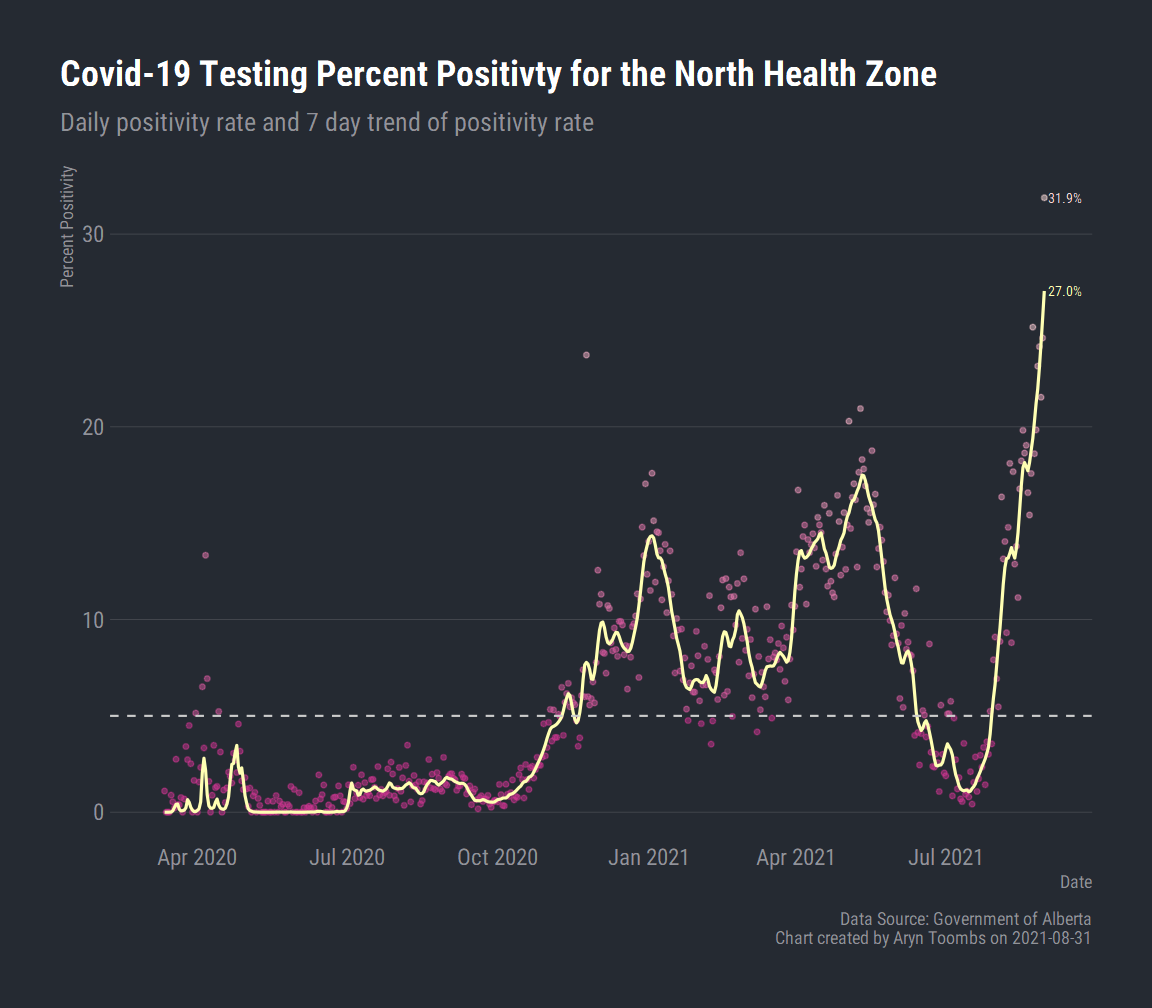 Covid-19 Testing Percent Positivty for the North Health Zone
Daily positivity rate and 7 day trend of positivity rate
Percent Positivity
31.9%
30
27.0%
20
10
0
Apr 2020 Jul 2020 Oct 2020 Jan 2021 Apr 2021 Jul 2021
Date
Data Source: Government of Alberta
Chart created by Aryn Toombs on 2021-08-31